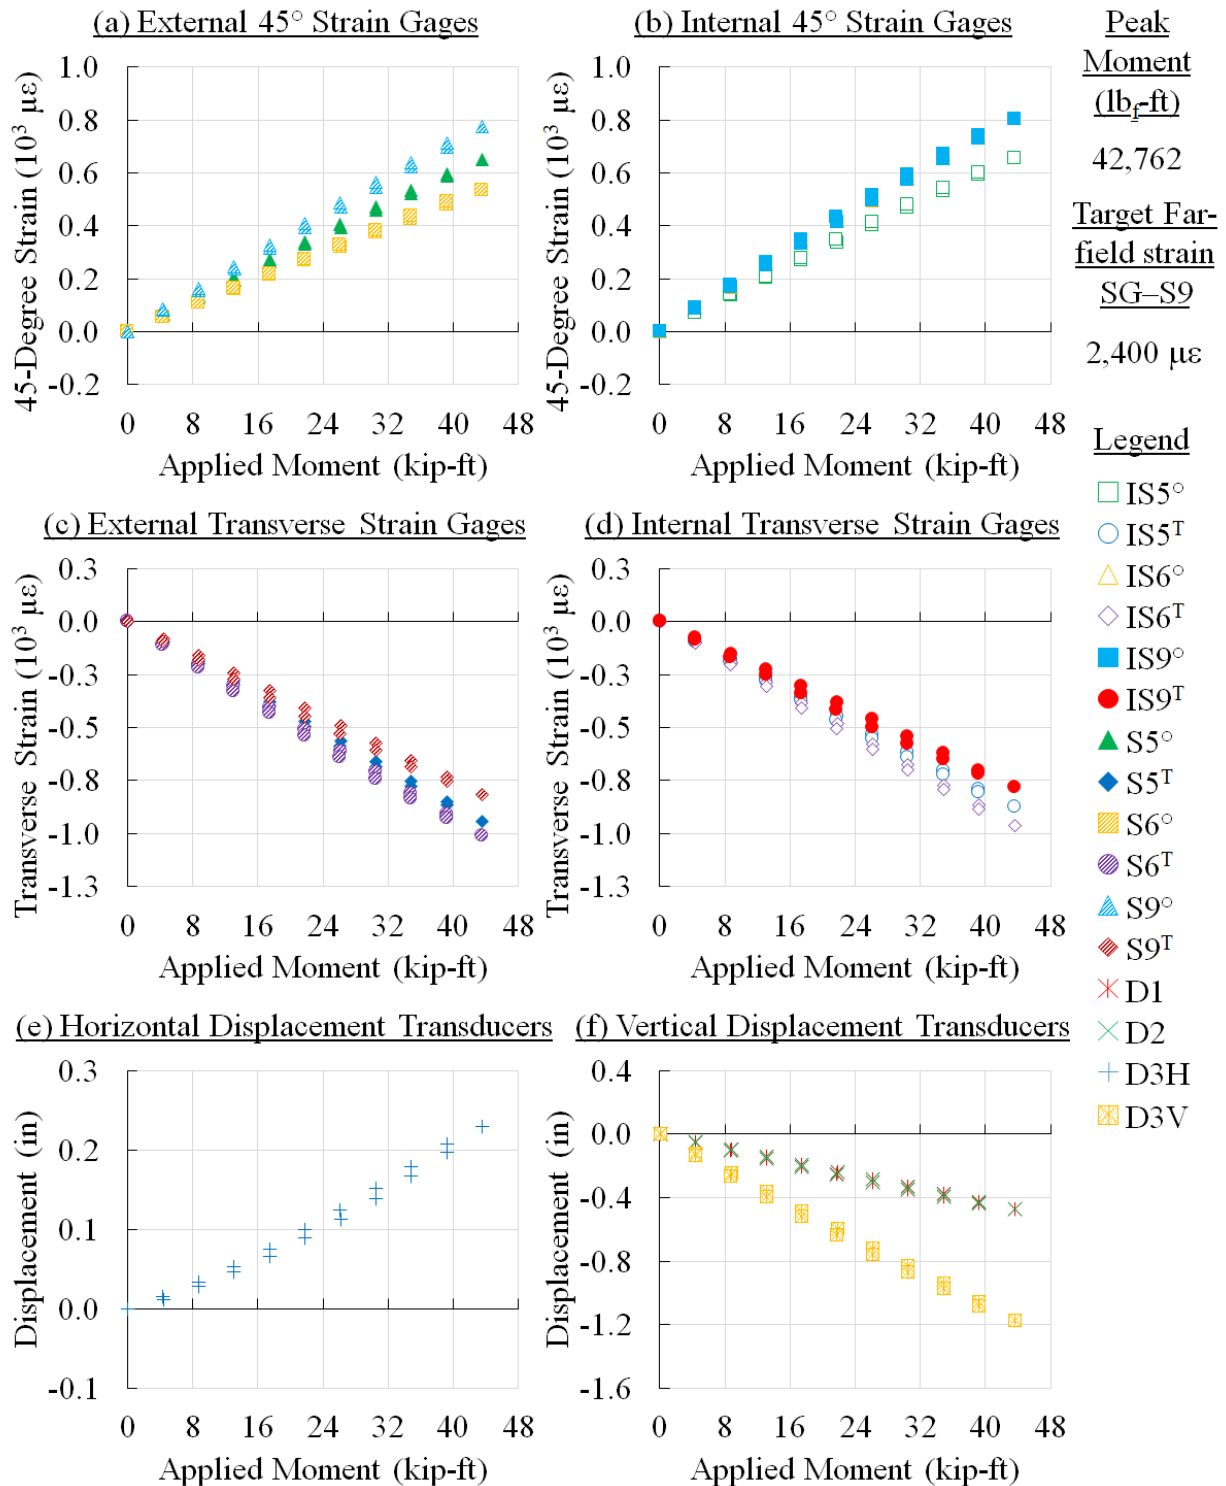 (a) External 45° Strain Gages
45-Degree Strain (10³ με)
1.0
0.8
0.6
0.4
0.2
0.0
-0.2
0 8 16 24 32 40 48
Applied Moment (kip-ft)
(b) Internal 45° Strain Gages
45-Degree Strain (10³ με)
1.0
0.8
0.6
0.4
0.2
0.0
-0.2
0 8 16 24 32 40 48
Applied Moment (kip-ft)
Peak
Moment
(lb_f-ft)
42,762
Target Far-
field strain
SG–S9
2,400 με
(c) External Transverse Strain Gages
Transverse Strain (10³ με)
0.3
0.0
-0.3
-0.5
-0.8
-1.0
-1.3
0 8 16 24 32 40 48
Applied Moment (kip-ft)
(d) Internal Transverse Strain Gages
Transverse Strain (10³ με)
0.3
0.0
-0.3
-0.5
-0.8
-1.0
-1.3
0 8 16 24 32 40 48
Applied Moment (kip-ft)
(e) Horizontal Displacement Transducers
Displacement (in)
0.3
0.2
0.1
0.0
-0.1
0 8 16 24 32 40 48
Applied Moment (kip-ft)
(f) Vertical Displacement Transducers
Displacement (in)
0.4
0.0
-0.4
-0.8
-1.2
-1.6
0 8 16 24 32 40 48
Applied Moment (kip-ft)
Legend
IS5°
IS5ᵀ
IS6°
IS6ᵀ
IS9°
IS9ᵀ
S5°
S5ᵀ
S6°
S6ᵀ
S9°
S9ᵀ
D1
D2
D3H
D3V